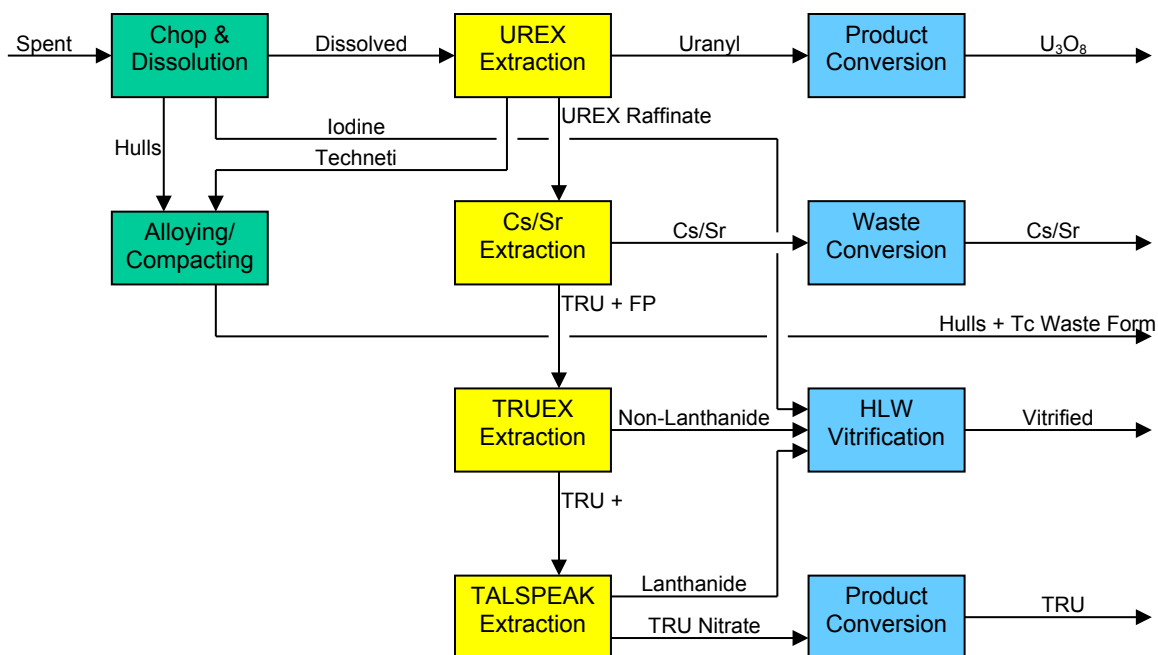 Spent
Chop &
Dissolution
Dissolved
UREX
Extraction
Uranyl
Product
Conversion
U₃O₈
Hulls
Iodine
Techneti
UREX Raffinate
Alloying/
Compacting
Cs/Sr
Extraction
Cs/Sr
Waste
Conversion
Cs/Sr
TRU + FP
Hulls + Tc Waste Form
TRUEX
Extraction
Non-Lanthanide
HLW
Vitrification
Vitrified
TRU +
TALSPEAK
Extraction
Lanthanide
TRU Nitrate
Product
Conversion
TRU